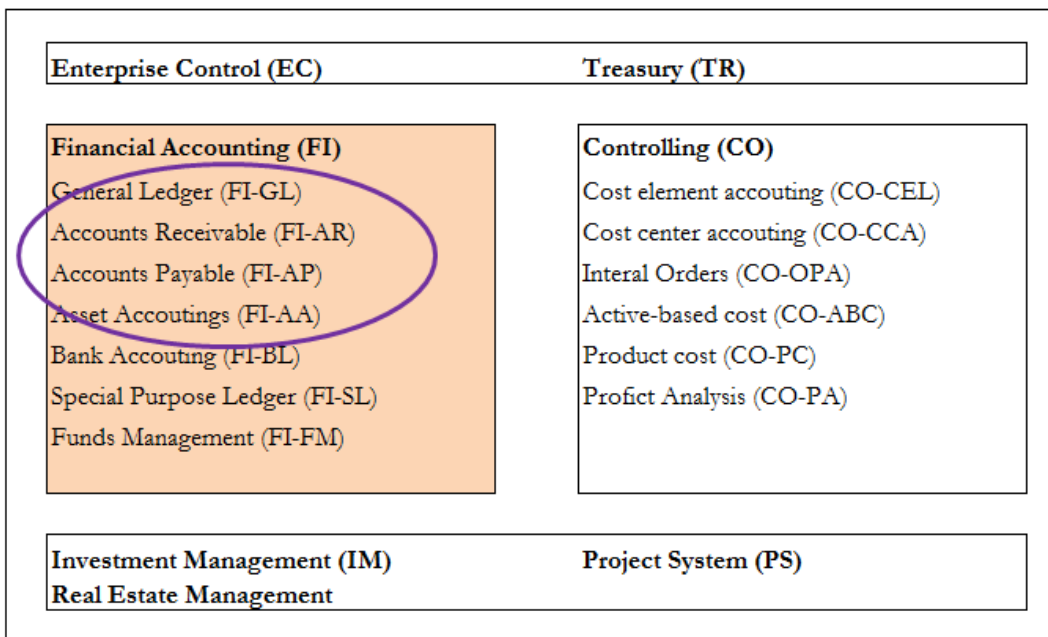 Enterprise Control (EC)
Treasury (TR)
Financial Accounting (FI)
General Ledger (FI-GL)
Accounts Receivable (FI-AR)
Accounts Payable (FI-AP)
Asset Accoutings (FI-AA)
Bank Accouting (FI-BL)
Special Purpose Ledger (FI-SL)
Funds Management (FI-FM)
Controlling (CO)
Cost element accouting (CO-CEL)
Cost center accouting (CO-CCA)
Interal Orders (CO-OPA)
Active-based cost (CO-ABC)
Product cost (CO-PC)
Profict Analysis (CO-PA)
Investment Management (IM)
Real Estate Management
Project System (PS)